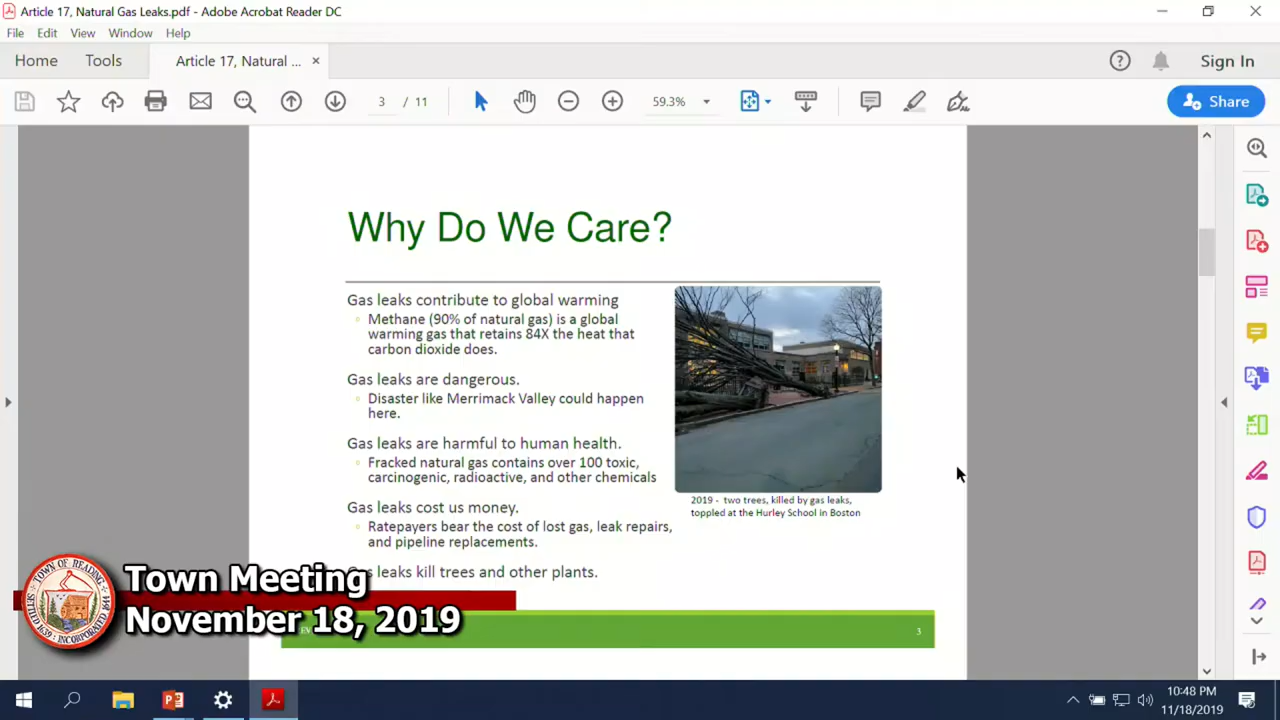 Article 17, Natural Gas Leaks.pdf - Adobe Acrobat Reader DC
File Edit View Window Help
Home Tools Article 17, Natural ... × Sign In
3 / 11 59.3% Share
Why Do We Care?
Gas leaks contribute to global warming
Methane (90% of natural gas) is a global
warming gas that retains 84X the heat that
carbon dioxide does.
Gas leaks are dangerous.
Disaster like Merrimack Valley could happen
here.
Gas leaks are harmful to human health.
Fracked natural gas contains over 100 toxic,
carcinogenic, radioactive, and other chemicals
Gas leaks cost us money.
Ratepayers bear the cost of lost gas, leak repairs,
and pipeline replacements.
leaks kill trees and other plants.
2019 - two trees, killed by gas leaks,
toppled at the Hurley School in Boston
TOWN OF READING
SETTLED 1639. INCORPORATED 1644
Town Meeting
November 18, 2019
3
10:48 PM
11/18/2019